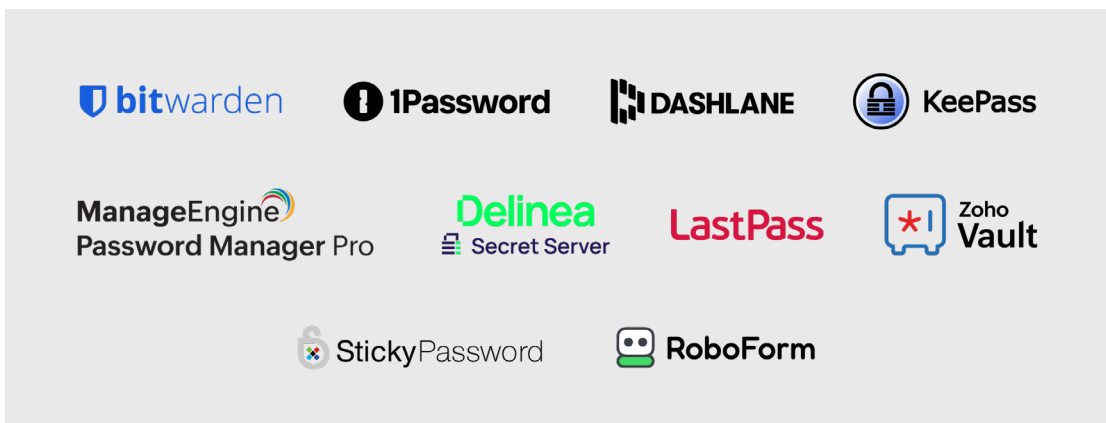 bitwarden
1Password
DASHLANE
KeePass
ManageEngine
Password Manager Pro
Delinea
Secret Server
LastPass
Zoho
Vault
StickyPassword
RoboForm